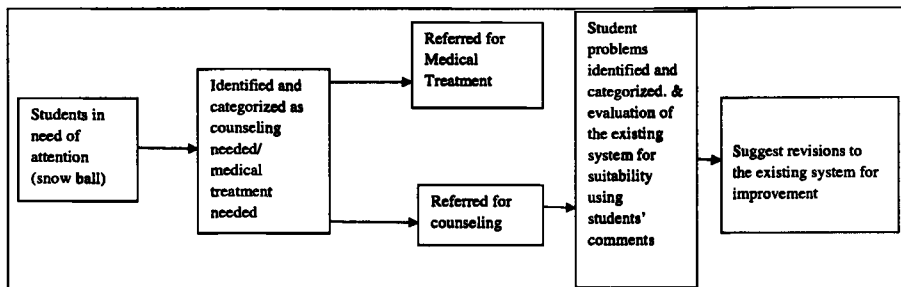 Students in
need of
attention
(snow ball)
Identified and
categorized as
counseling
needed/
medical
treatment
needed
Referred for
Medical
Treatment
Referred for
counseling
Student
problems
identified and
categorized. &
evaluation of
the existing
system for
suitability
using
students'
comments
Suggest revisions to
the existing system for
improvement